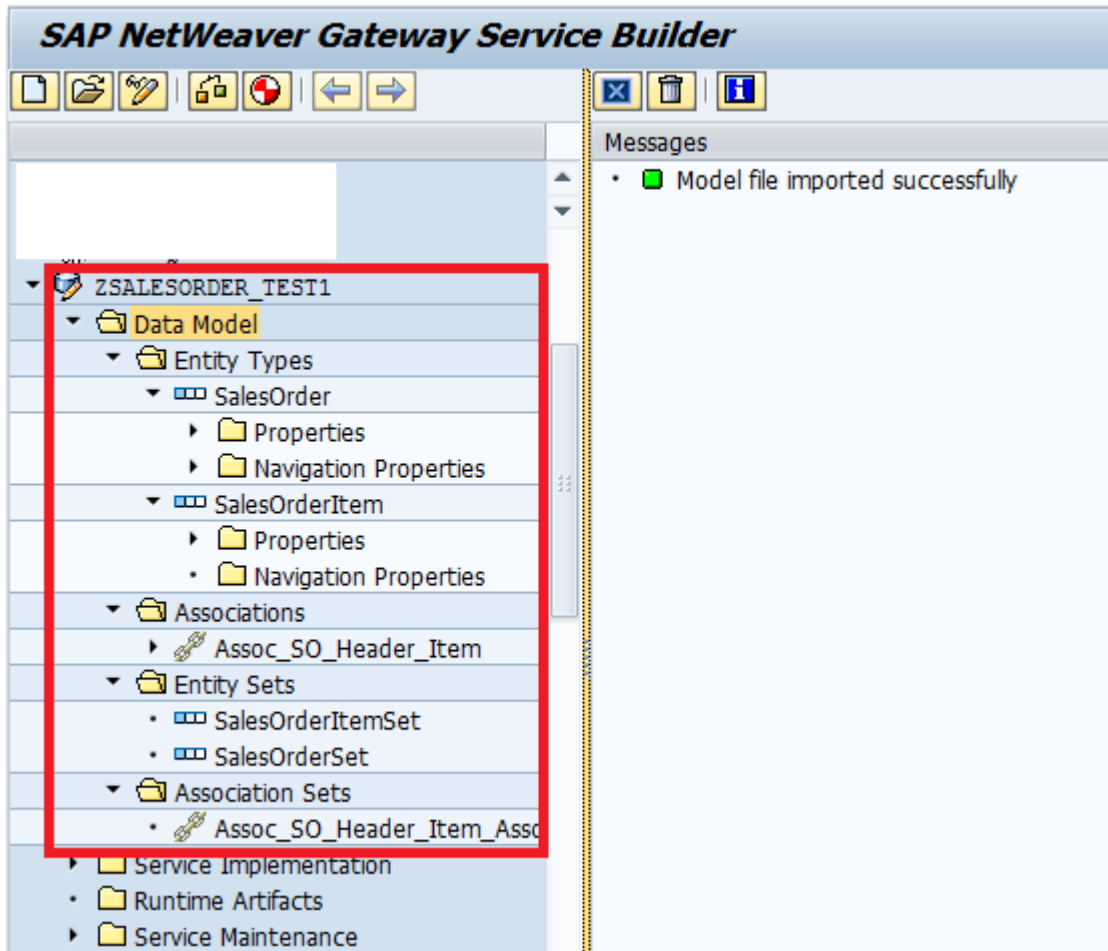 SAP NetWeaver Gateway Service Builder
Messages
Model file imported successfully
ZSALESORDER_TEST1
Data Model
Entity Types
SalesOrder
Properties
Navigation Properties
SalesOrderItem
Properties
Navigation Properties
Associations
Assoc_SO_Header_Item
Entity Sets
SalesOrderItemSet
SalesOrderSet
Association Sets
Assoc_SO_Header_Item_Asso
Service Implementation
Runtime Artifacts
Service Maintenance